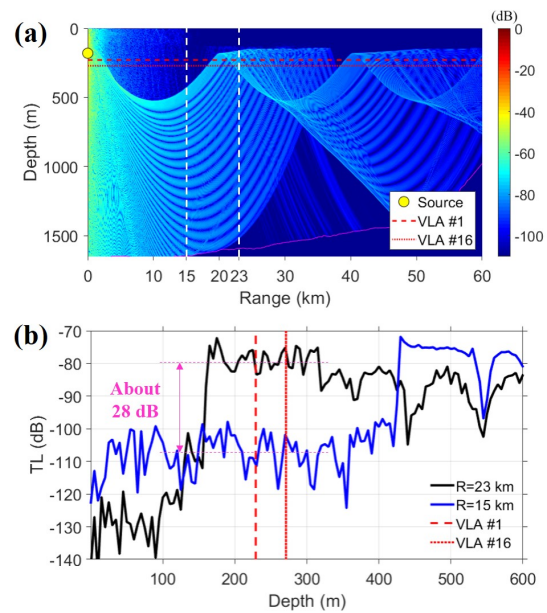 (a)
(dB)
0
500
1000
1500
Depth (m)
0
-20
-40
-60
-80
-100
Source
VLA #1
VLA #16
0 10 15 20 23 30 40 50 60
Range (km)
(b)
-70
-80
-90
-100
-110
-120
-130
-140
TL (dB)
About
28 dB
R=23 km
R=15 km
VLA #1
VLA #16
100 200 300 400 500 600
Depth (m)